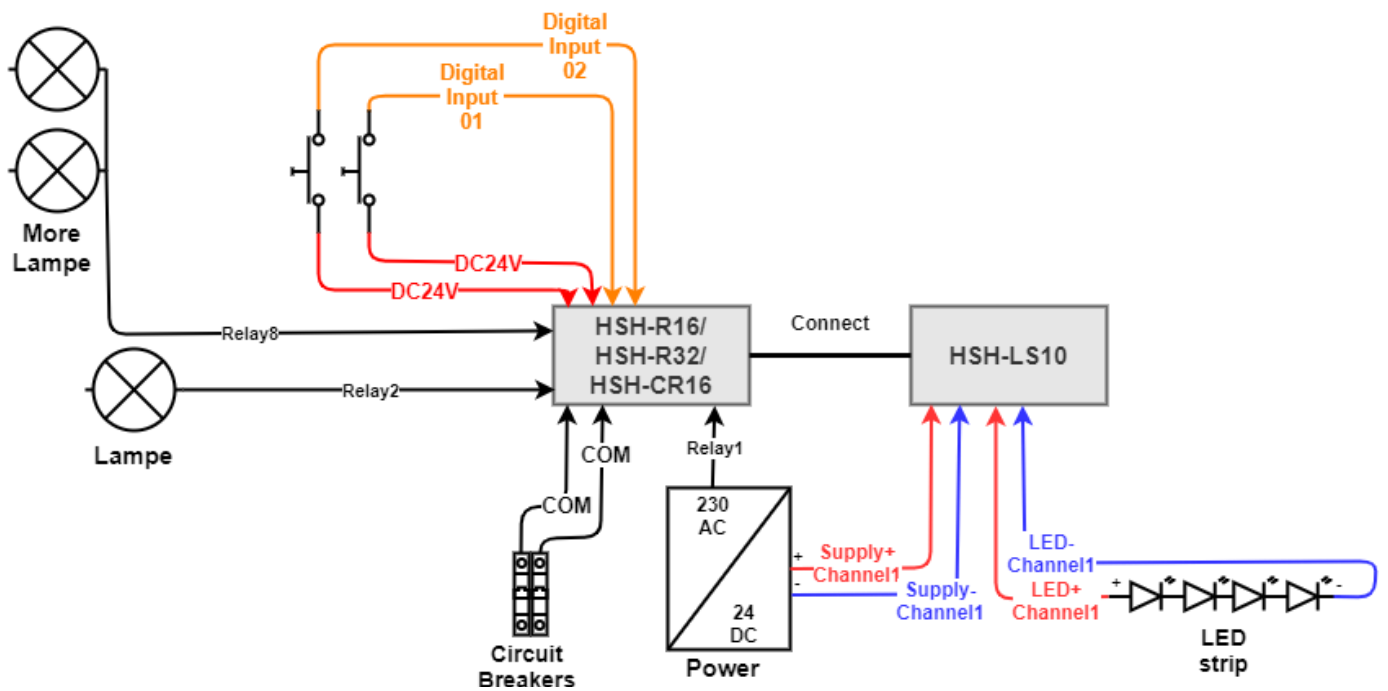 Digital
Input
02
Digital
Input
01
More
Lampe
DC24V
DC24V
Relay8
HSH-R16/
HSH-R32/
HSH-CR16
Connect
HSH-LS10
Relay2
Lampe
COM
COM
Relay1
230
AC
24
DC
Power
Circuit
Breakers
+
-
Supply+
Channel1
Supply-
Channel1
LED-
Channel1
LED+
Channel1
+
-
LED
strip